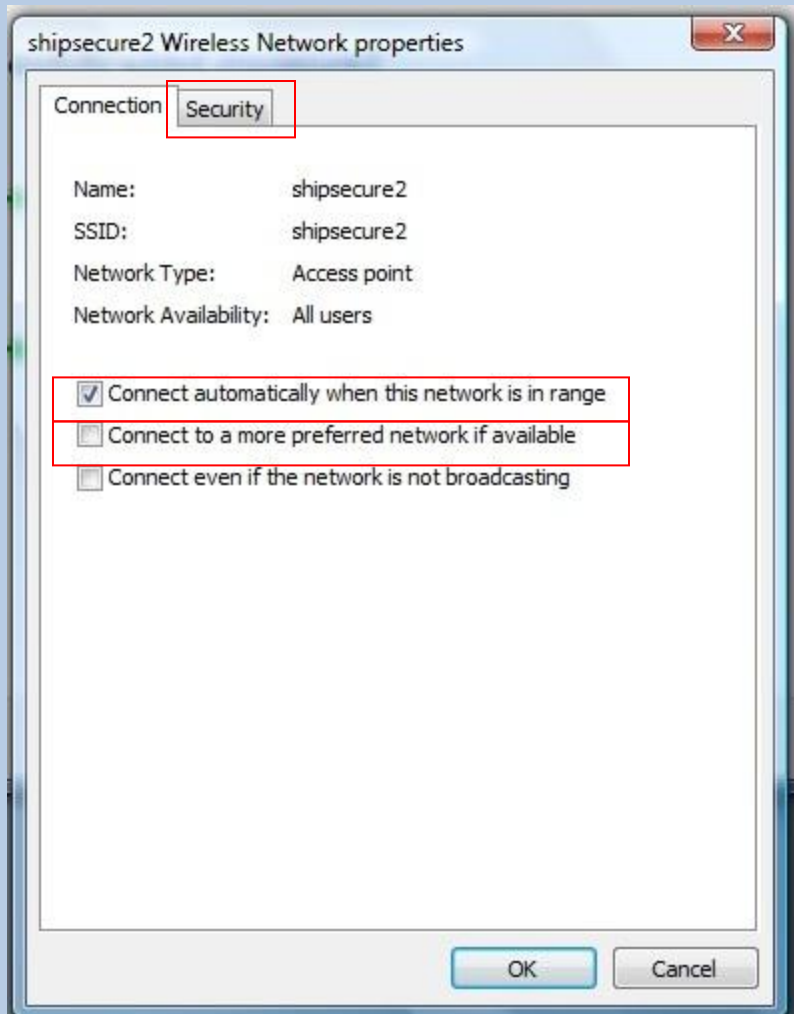 shipsecure2 Wireless Network properties
Connection Security
Name: shipsecure2
SSID: shipsecure2
Network Type: Access point
Network Availability: All users
Connect automatically when this network is in range
Connect to a more preferred network if available
Connect even if the network is not broadcasting
OK Cancel